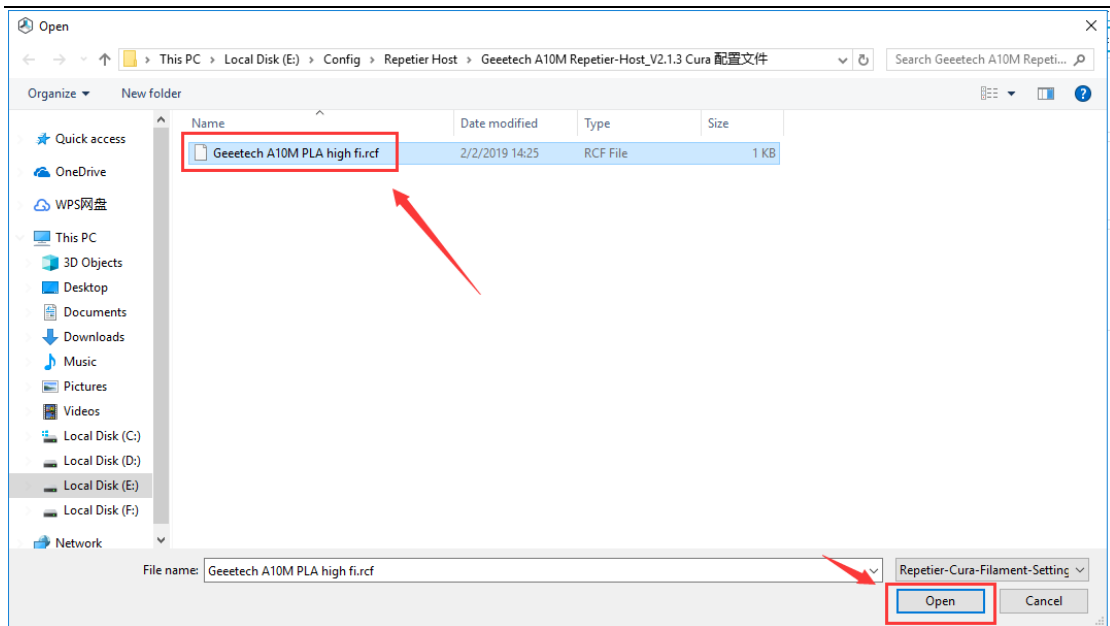 Open
This PC > Local Disk (E:) > Config > Repetier Host > Geeetech A10M Repetier-Host_V2.1.3 Cura 配置文件
Search Geeetech A10M Repeti...
Organize
New folder
Name
Date modified
Type
Size
Geeetech A10M PLA high fi.rcf
2/2/2019 14:25
RCF File
1 KB
Quick access
OneDrive
WPS网盘
This PC
3D Objects
Desktop
Documents
Downloads
Music
Pictures
Videos
Local Disk (C:)
Local Disk (D:)
Local Disk (E:)
Local Disk (F:)
Network
File name:
Geeetech A10M PLA high fi.rcf
Repetier-Cura-Filament-Setting
Open
Cancel